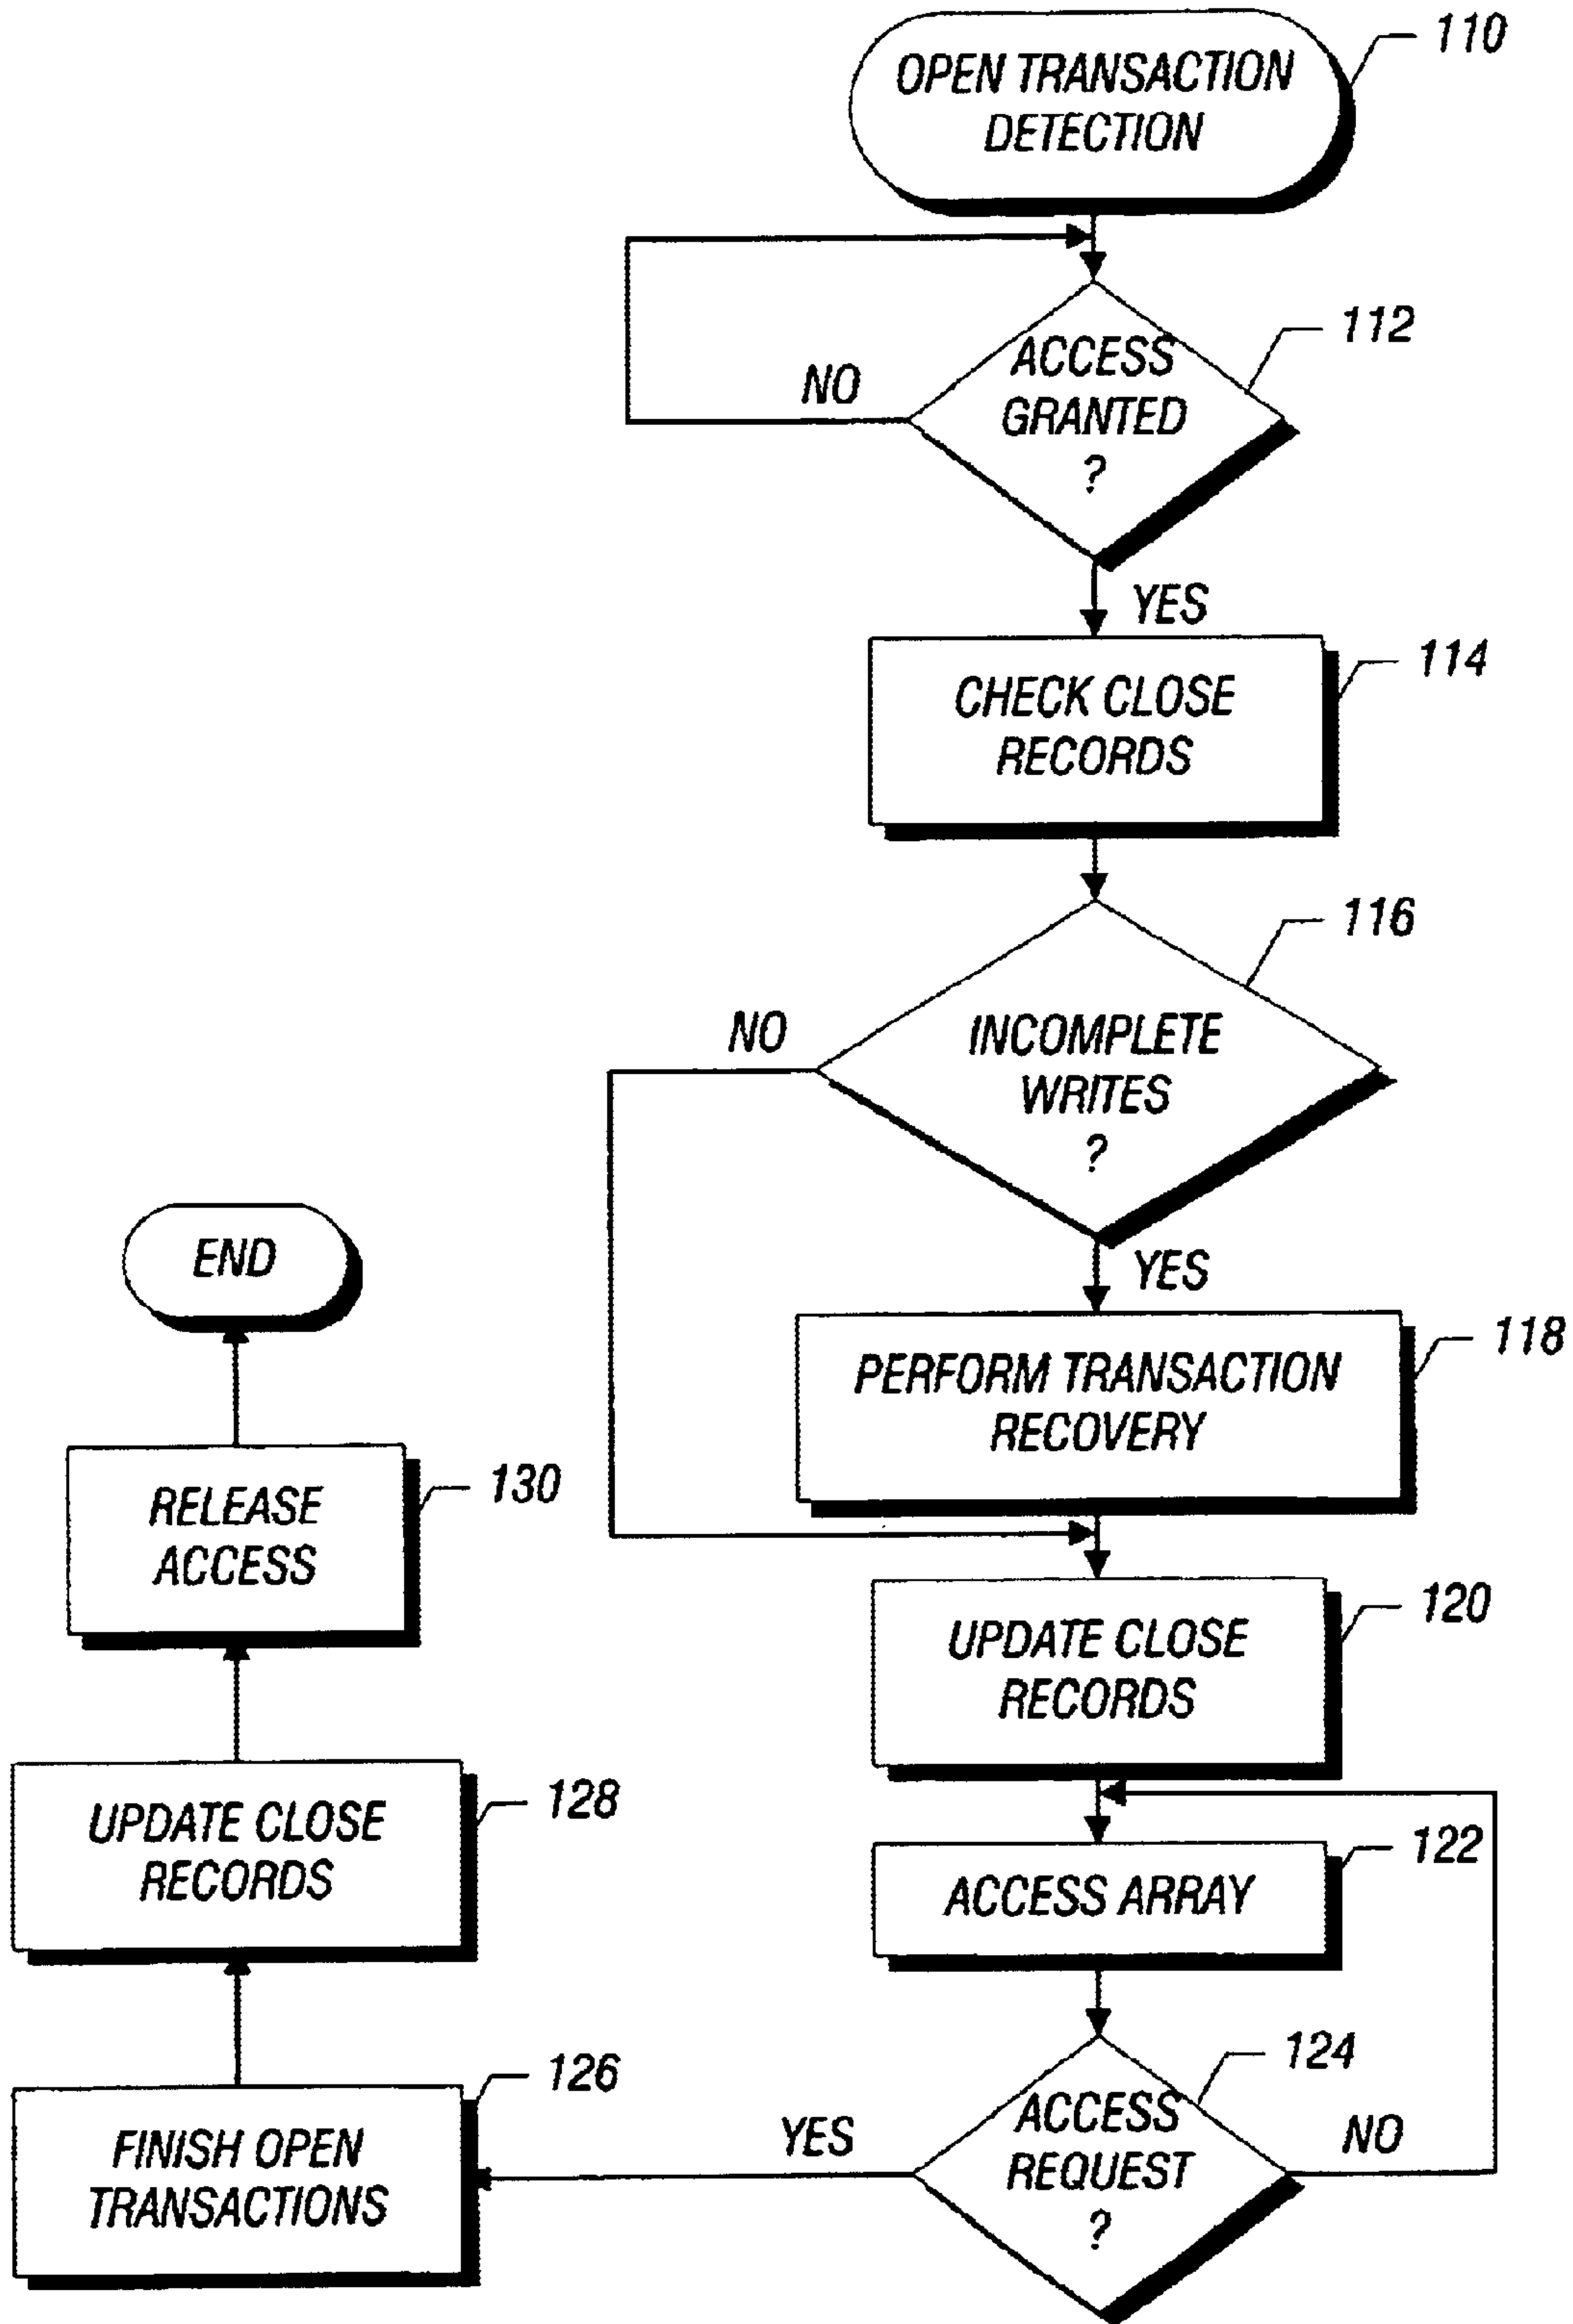 OPEN TRANSACTION
DETECTION
110
ACCESS
GRANTED
?
112
NO
YES
CHECK CLOSE
RECORDS
114
INCOMPLETE
WRITES
?
116
NO
YES
PERFORM TRANSACTION
RECOVERY
118
UPDATE CLOSE
RECORDS
120
ACCESS ARRAY
122
ACCESS
REQUEST
?
124
NO
YES
FINISH OPEN
TRANSACTIONS
126
UPDATE CLOSE
RECORDS
128
RELEASE
ACCESS
130
END